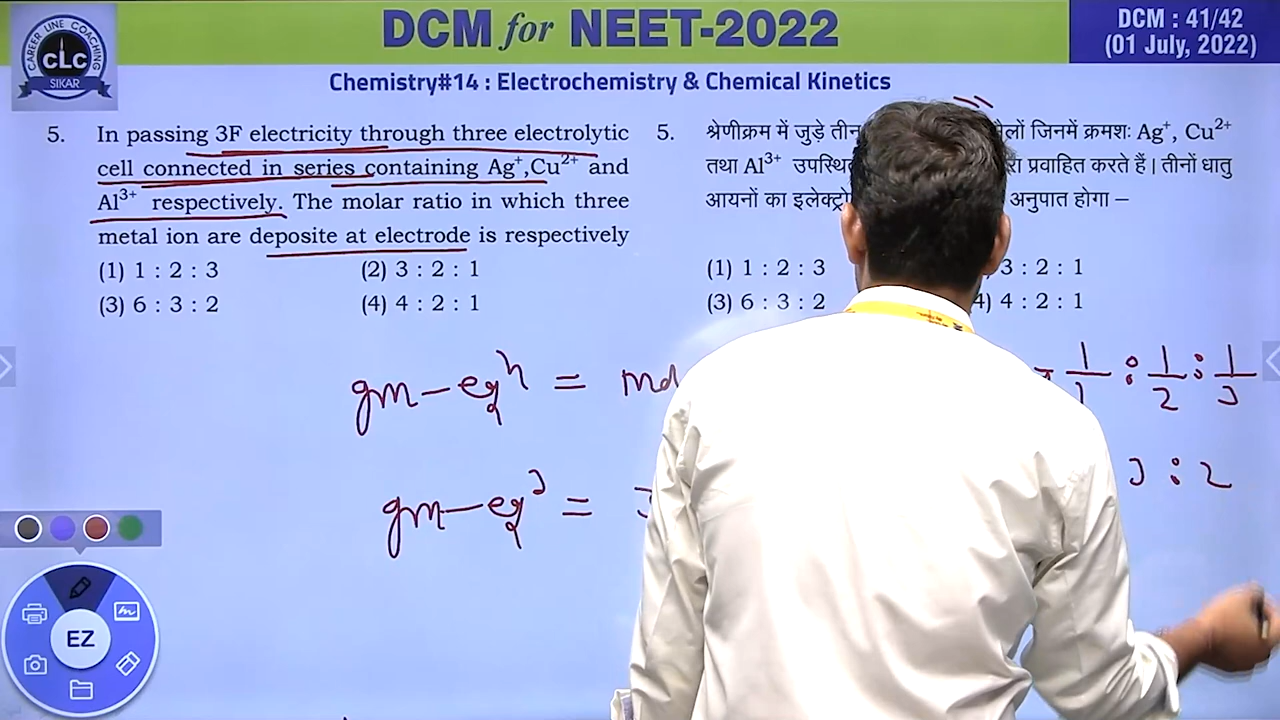 CAREER LINE COACHING
CLC
SIKAR
DCM for NEET-2022
DCM : 41/42
(01 July, 2022)
Chemistry#14 : Electrochemistry & Chemical Kinetics
5. In passing 3F electricity through three electrolytic
cell connected in series containing Ag⁺,Cu²⁺ and
Al³⁺ respectively. The molar ratio in which three
metal ion are deposite at electrode is respectively
(1) 1 : 2 : 3 (2) 3 : 2 : 1
(3) 6 : 3 : 2 (4) 4 : 2 : 1
5. श्रेणीक्रम में जुड़े तीन जिनमें क्रमशः Ag⁺, Cu²⁺
तथा Al³⁺ प्रवाहित करते हैं। तीनों धातु
आयनों का अनुपात होगा –
(1) 1 : 2 : 3 3 : 2 : 1
(3) 6 : 3 : 2 4) 4 : 2 : 1
gm-eqⁿ = 1/1 : 1/2 : 1/3
gm-eqⁿ = 3 3 : 2
EZ